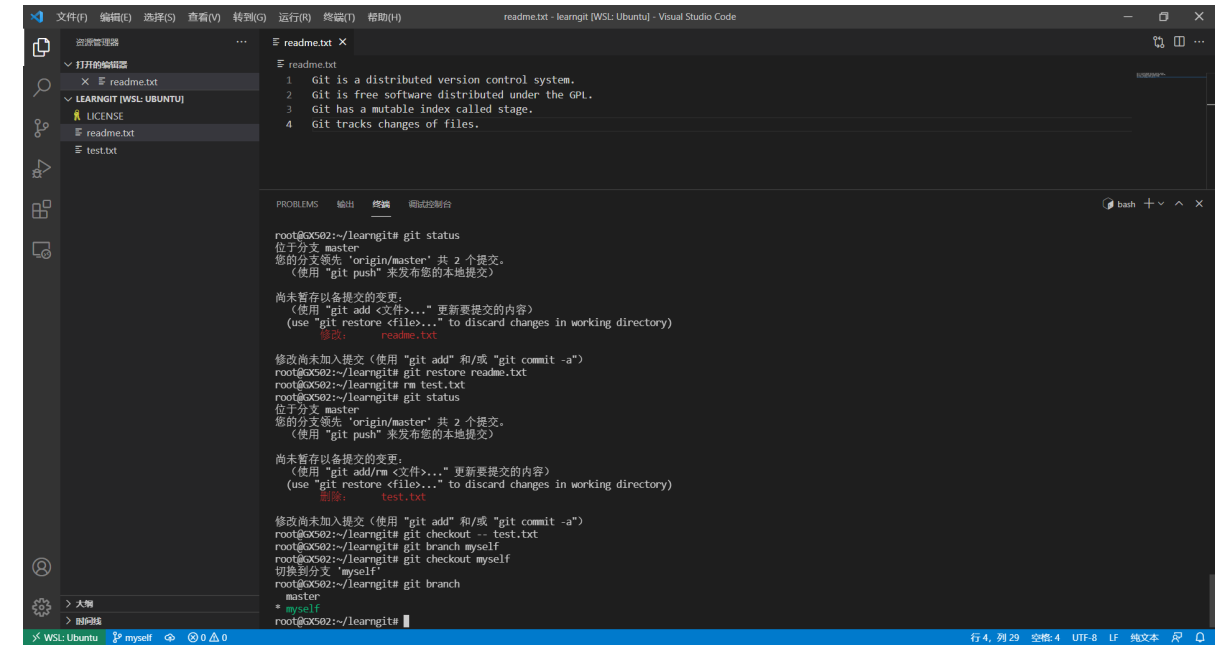 文件(F) 编辑(E) 选择(S) 查看(V) 转到(G) 运行(R) 终端(T) 帮助(H) readme.txt - learngit [WSL: Ubuntu] - Visual Studio Code
资源管理器
打开的编辑器
readme.txt
LEARNGIT [WSL: UBUNTU]
LICENSE
readme.txt
test.txt
大纲
时间线
readme.txt
readme.txt
1 Git is a distributed version control system.
2 Git is free software distributed under the GPL.
3 Git has a mutable index called stage.
4 Git tracks changes of files.
PROBLEMS 输出 终端 调试控制台 bash
root@GX502:~/learngit# git status
位于分支 master
您的分支领先 'origin/master' 共 2 个提交。
（使用 "git push" 来发布您的本地提交）
尚未暂存以备提交的变更：
（使用 "git add <文件>..." 更新要提交的内容）
(use "git restore <file>..." to discard changes in working directory)
修改： readme.txt
修改尚未加入提交（使用 "git add" 和/或 "git commit -a"）
root@GX502:~/learngit# git restore readme.txt
root@GX502:~/learngit# rm test.txt
root@GX502:~/learngit# git status
位于分支 master
您的分支领先 'origin/master' 共 2 个提交。
（使用 "git push" 来发布您的本地提交）
尚未暂存以备提交的变更：
（使用 "git add/rm <文件>..." 更新要提交的内容）
(use "git restore <file>..." to discard changes in working directory)
删除： test.txt
修改尚未加入提交（使用 "git add" 和/或 "git commit -a"）
root@GX502:~/learngit# git checkout -- test.txt
root@GX502:~/learngit# git branch myself
root@GX502:~/learngit# git checkout myself
切换到分支 'myself'
root@GX502:~/learngit# git branch
master
* myself
root@GX502:~/learngit#
WSL: Ubuntu myself 0 0 行 4, 列 29 空格: 4 UTF-8 LF 纯文本